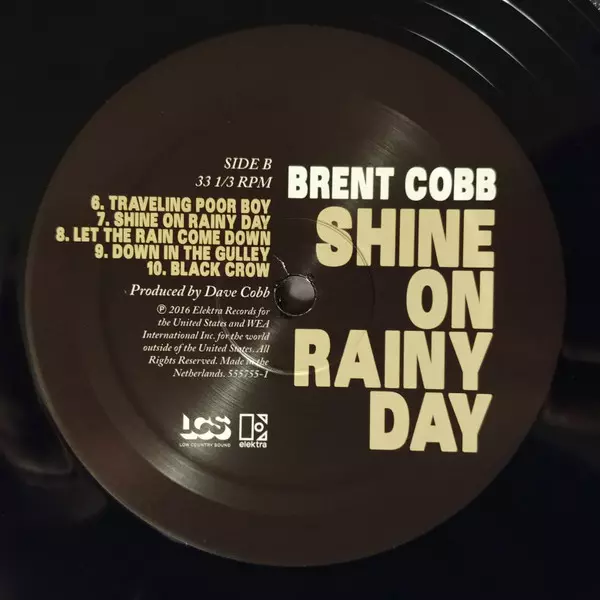 SIDE B
33 1/3 RPM
6. TRAVELING POOR BOY
7. SHINE ON RAINY DAY
8. LET THE RAIN COME DOWN
9. DOWN IN THE GULLEY
10. BLACK CROW
Produced by Dave Cobb
℗ 2016 Elektra Records for
the United States and WEA
International Inc. for the world
outside of the United States. All
Rights Reserved. Made in the
Netherlands. 555755-1
LCS
LOW COUNTRY SOUND
elektra
BRENT COBB
SHINE
ON
RAINY
DAY